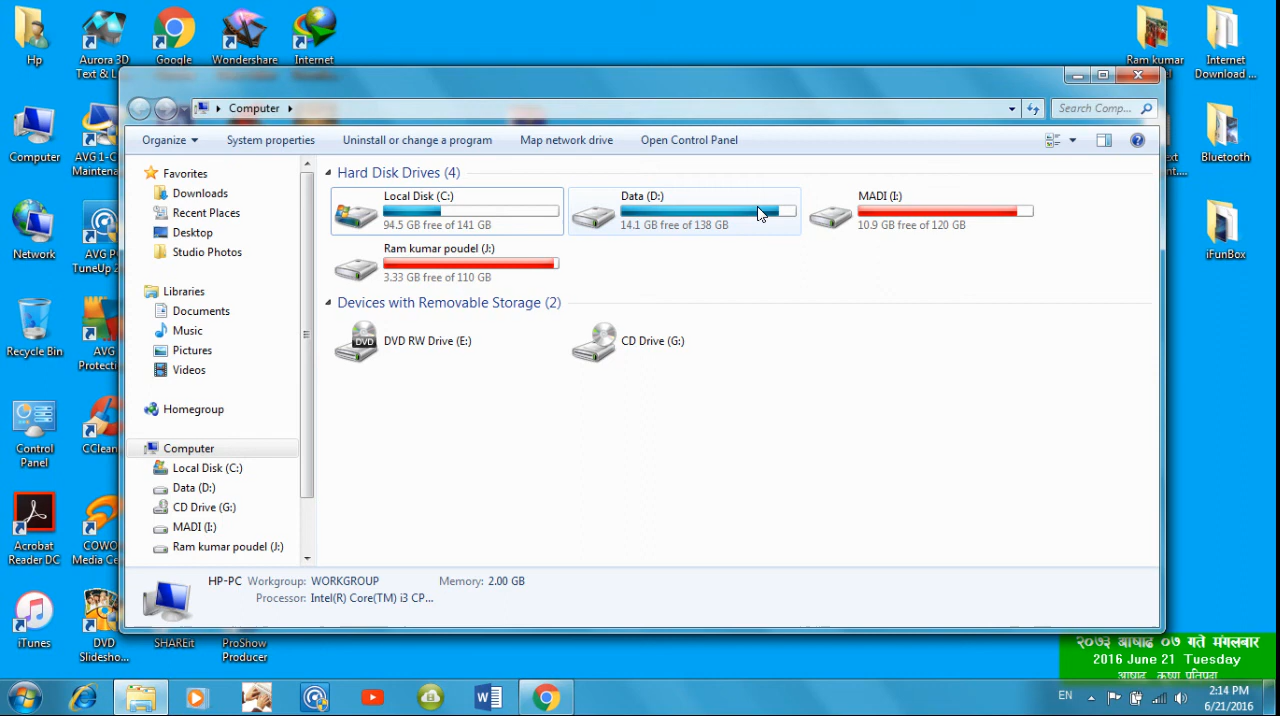 Hp
Aurora 3D
Text & L...
Google
Wondershare
Internet
Ram kumar
Internet
Download ...
Computer
Search Comp...
Organize
System properties
Uninstall or change a program
Map network drive
Open Control Panel
Computer
AVG 1-C
Maintena
Network
AVG P
TuneUp 2
Recycle Bin
AVG
Protecti
Control
Panel
CClean
Acrobat
Reader DC
COWO
Media Ce
iTunes
DVD
Slidesho...
SHAREit
ProShow
Producer
Bluetooth
iFunBox
Favorites
Downloads
Recent Places
Desktop
Studio Photos
Libraries
Documents
Music
Pictures
Videos
Homegroup
Computer
Local Disk (C:)
Data (D:)
CD Drive (G:)
MADI (I:)
Ram kumar poudel (J:)
Hard Disk Drives (4)
Local Disk (C:)
94.5 GB free of 141 GB
Data (D:)
14.1 GB free of 138 GB
MADI (I:)
10.9 GB free of 120 GB
Ram kumar poudel (J:)
3.33 GB free of 110 GB
Devices with Removable Storage (2)
DVD
DVD RW Drive (E:)
CD Drive (G:)
HP-PC Workgroup: WORKGROUP Memory: 2.00 GB
Processor: Intel(R) Core(TM) i3 CP...
२०७३ आषाढ ०७ गते मंगलबार
2016 June 21 Tuesday
आषाढ कृष्ण प्रतिपदा
EN
2:14 PM
6/21/2016